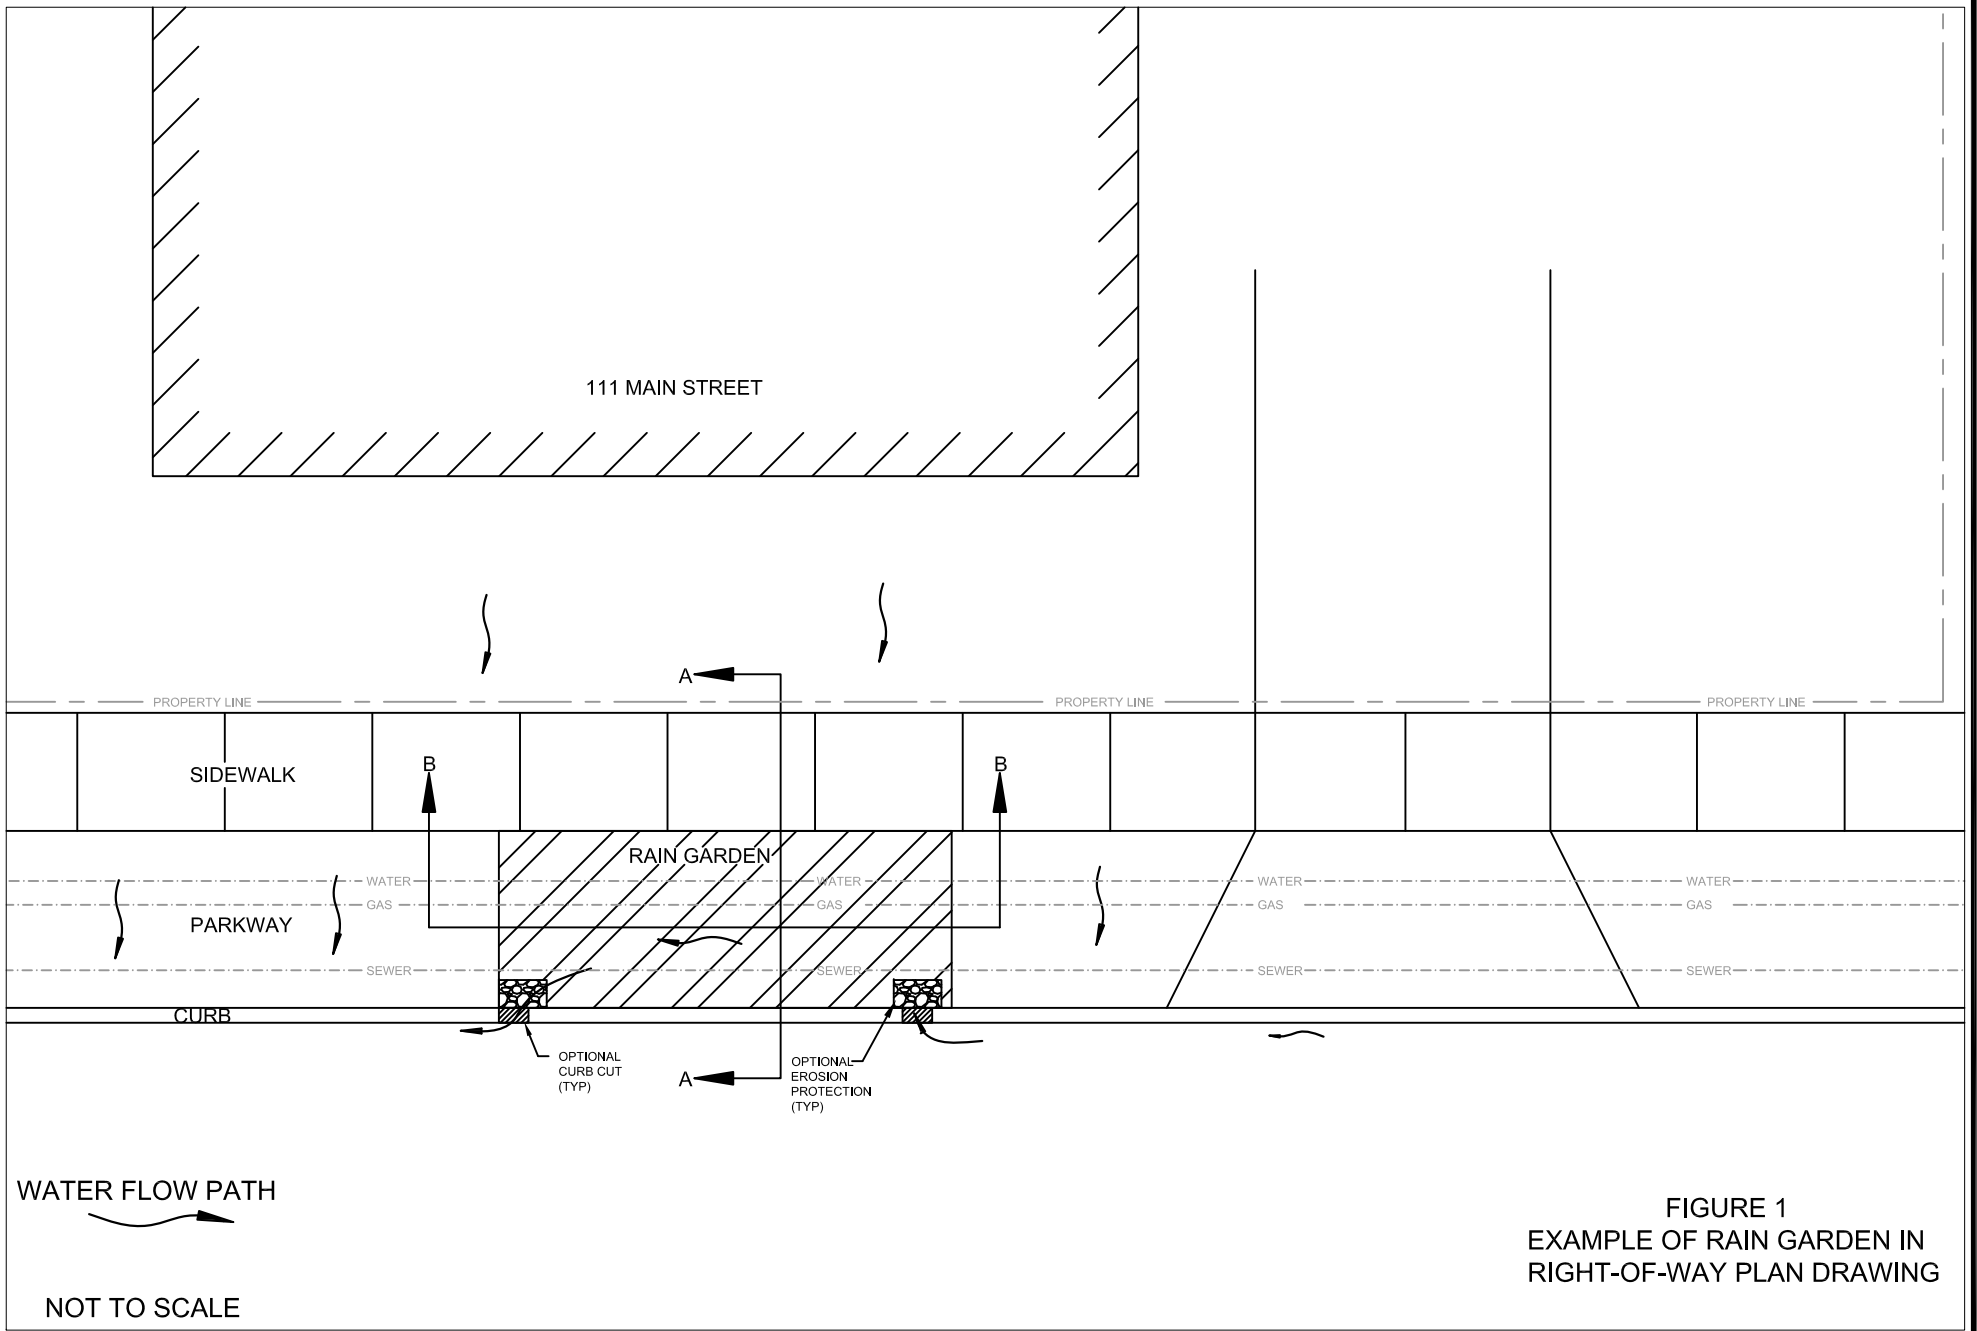 111 MAIN STREET
A
PROPERTY LINE PROPERTY LINE PROPERTY LINE
SIDEWALK
B B
RAIN GARDEN
WATER WATER WATER WATER
GAS GAS GAS GAS
PARKWAY
SEWER SEWER SEWER SEWER
CURB
OPTIONAL
CURB CUT
(TYP)
A
OPTIONAL
EROSION
PROTECTION
(TYP)
WATER FLOW PATH
NOT TO SCALE
FIGURE 1
EXAMPLE OF RAIN GARDEN IN
RIGHT-OF-WAY PLAN DRAWING